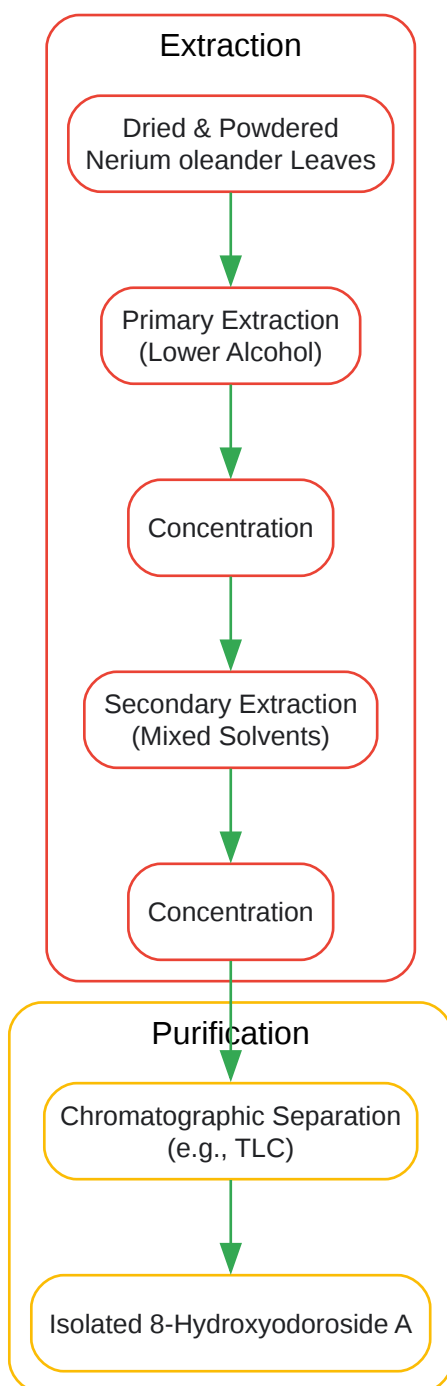 Extraction
Dried & Powdered
Nerium oleander Leaves
Primary Extraction
(Lower Alcohol)
Concentration
Secondary Extraction
(Mixed Solvents)
Concentration
Purification
Chromatographic Separation
(e.g., TLC)
Isolated 8-Hydroxyodoroside A